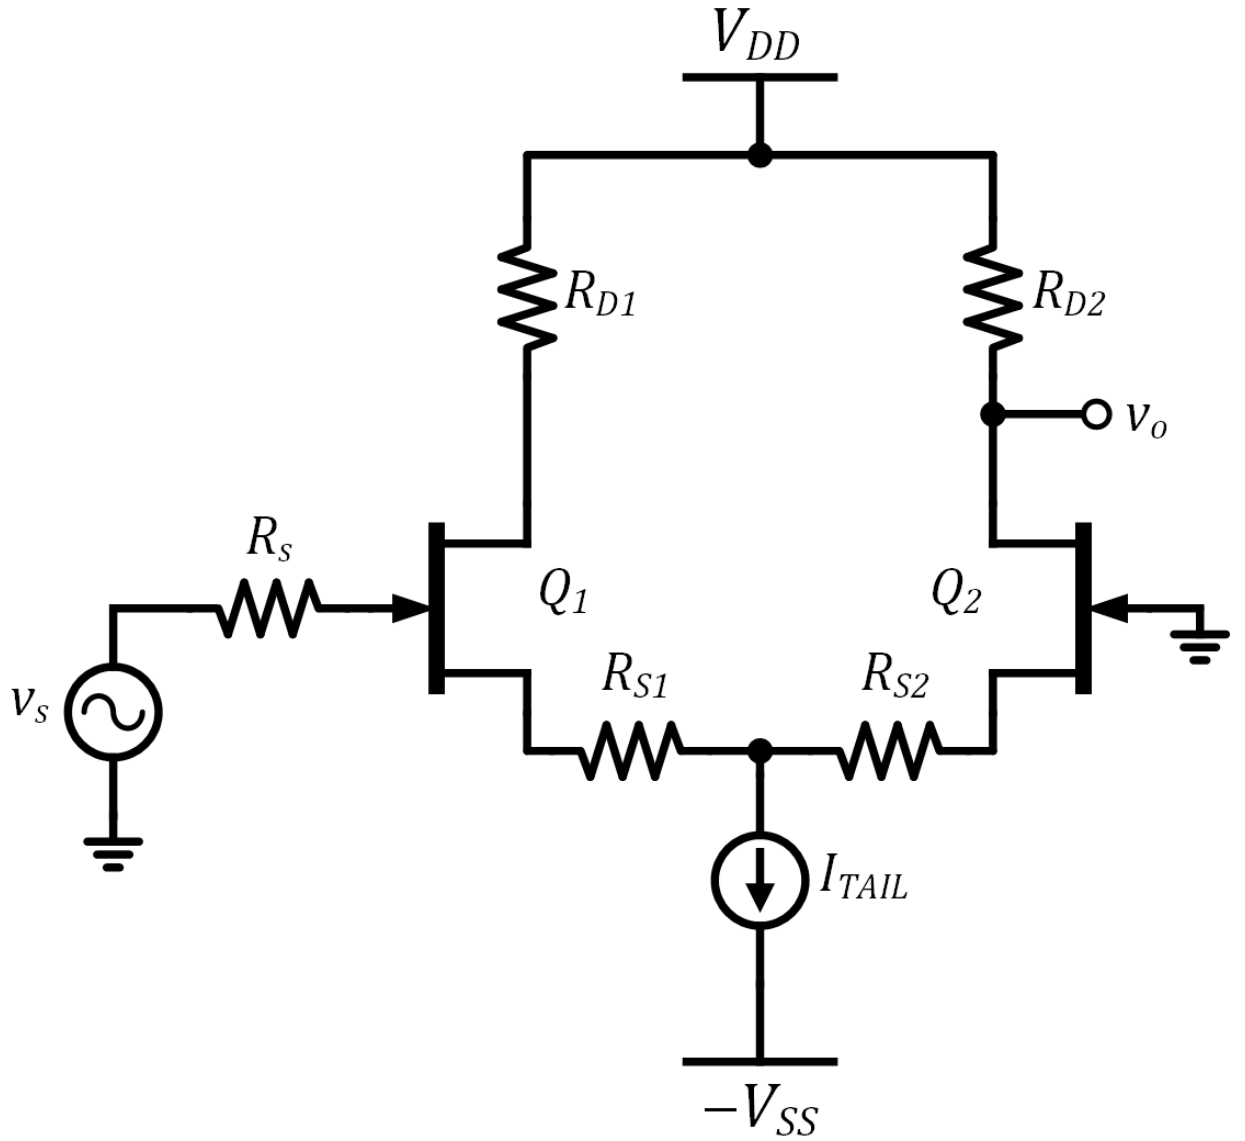 V_DD
R_D1
R_D2
v_o
R_s
Q_1
Q_2
R_S1
R_S2
v_s
I_TAIL
−V_SS